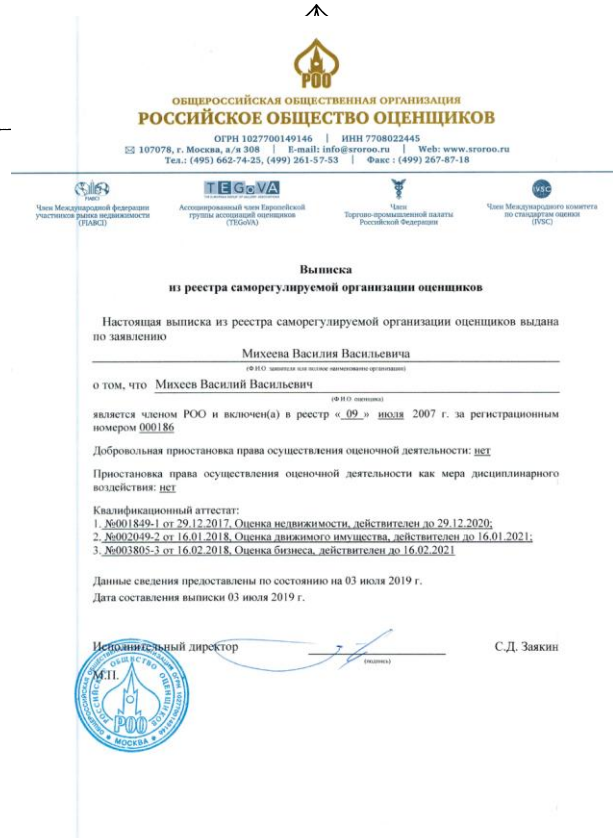 РОО
ОБЩЕРОССИЙСКАЯ ОБЩЕСТВЕННАЯ ОРГАНИЗАЦИЯ
РОССИЙСКОЕ ОБЩЕСТВО ОЦЕНЩИКОВ
ОГРН 1027700149146 | ИНН 7708022445
107078, г. Москва, а/я 308 | E-mail: info@sroroo.ru | Web: www.sroroo.ru
Тел.: (495) 662-74-25, (499) 261-57-53 | Факс : (499) 267-87-18
FIABCI
TEGoVA
IVSC
Член Международной федерации участников рынка недвижимости (FIABCI)
Ассоциированный член Европейской группы ассоциаций оценщиков (TEGoVA)
Член Торгово-промышленной палаты Российской Федерации
Член Международного комитета по стандартам оценки (IVSC)
Выписка
из реестра саморегулируемой организации оценщиков
Настоящая выписка из реестра саморегулируемой организации оценщиков выдана
по заявлению
Михеева Василия Васильевича
(Ф.И.О. заявителя или полное наименование организации)
о том, что Михеев Василий Васильевич
(Ф.И.О. оценщика)
является членом РОО и включен(а) в реестр « 09 » июля 2007 г. за регистрационным
номером 000186
Добровольная приостановка права осуществления оценочной деятельности: нет
Приостановка права осуществления оценочной деятельности как мера дисциплинарного
воздействия: нет
Квалификационный аттестат:
1. №001849-1 от 29.12.2017, Оценка недвижимости, действителен до 29.12.2020;
2. №002049-2 от 16.01.2018, Оценка движимого имущества, действителен до 16.01.2021;
3. №003805-3 от 16.02.2018, Оценка бизнеса, действителен до 16.02.2021
Данные сведения предоставлены по состоянию на 03 июля 2019 г.
Дата составления выписки 03 июля 2019 г.
Исполнительный директор
С.Д. Заякин
(подпись)
М.П.
РОССИЙСКОЕ ОБЩЕСТВО ОЦЕНЩИКОВ
РОО
МОСКВА